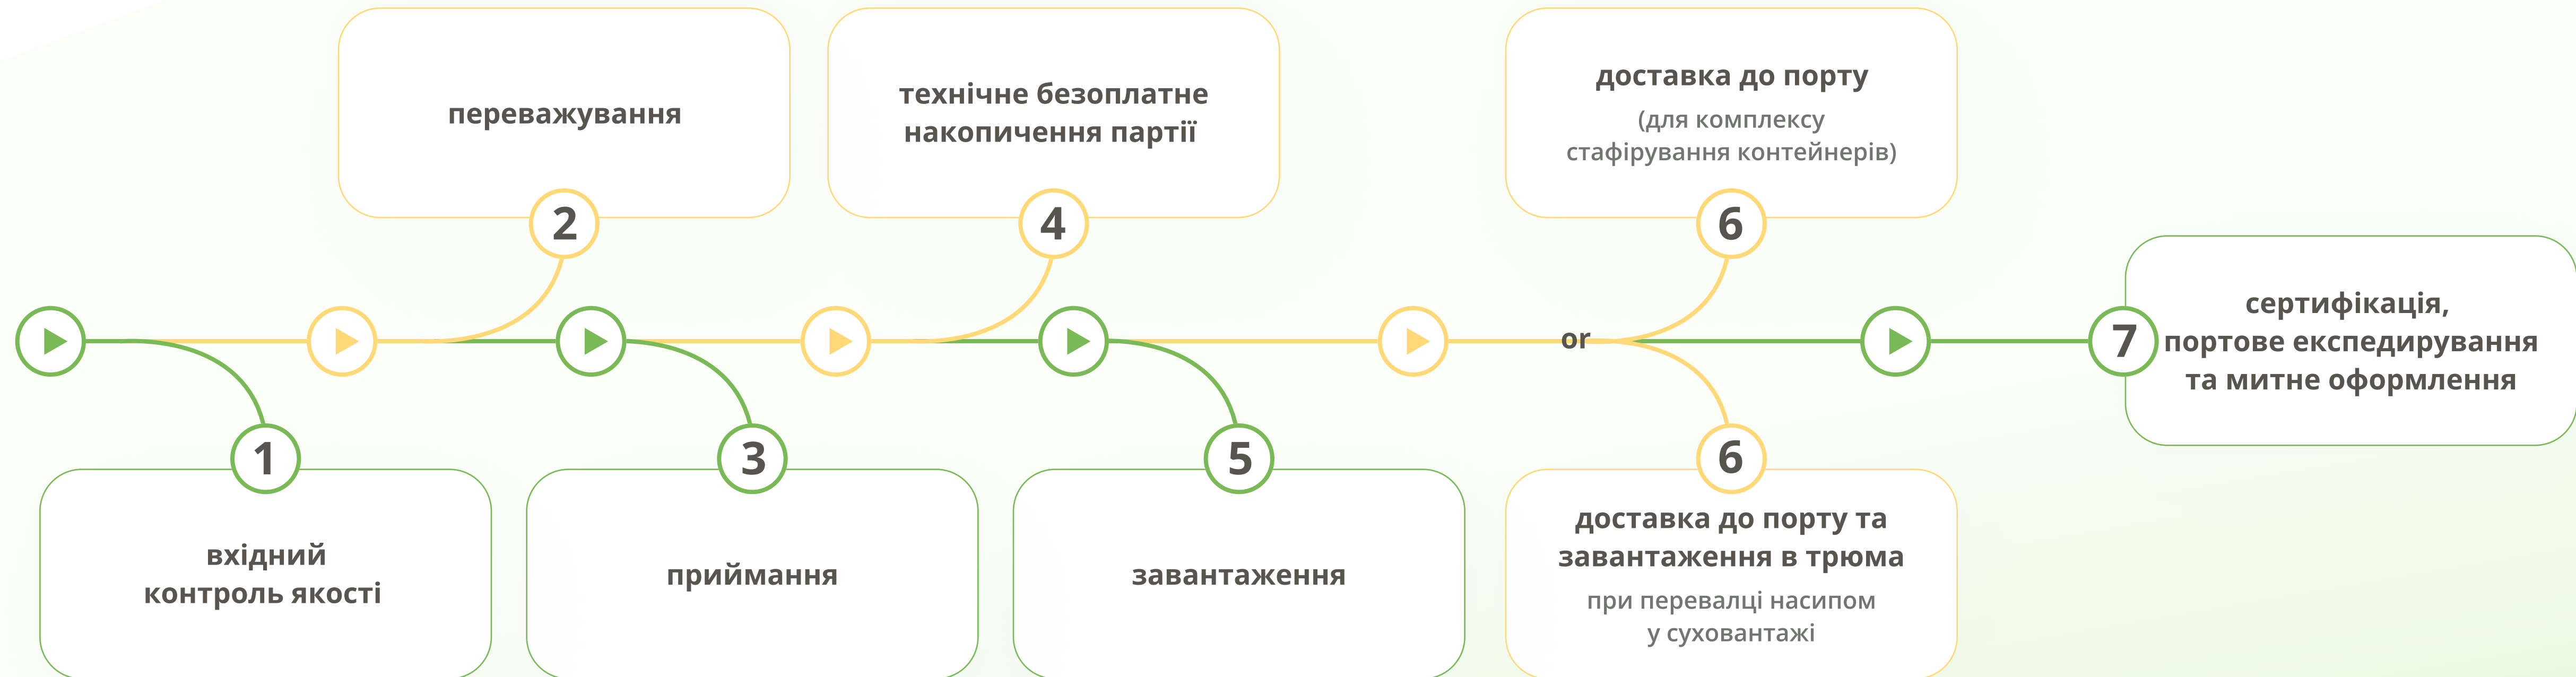 1
вхідний
контроль якості
2
переважування
3
приймання
4
технічне безоплатне
накопичення партії
5
завантаження
6
доставка до порту
(для комплексу
стафірування контейнерів)
or
6
доставка до порту та
завантаження в трюма
при перевалці насипом
у суховантажі
7
сертифікація,
портове експедирування
та митне оформлення